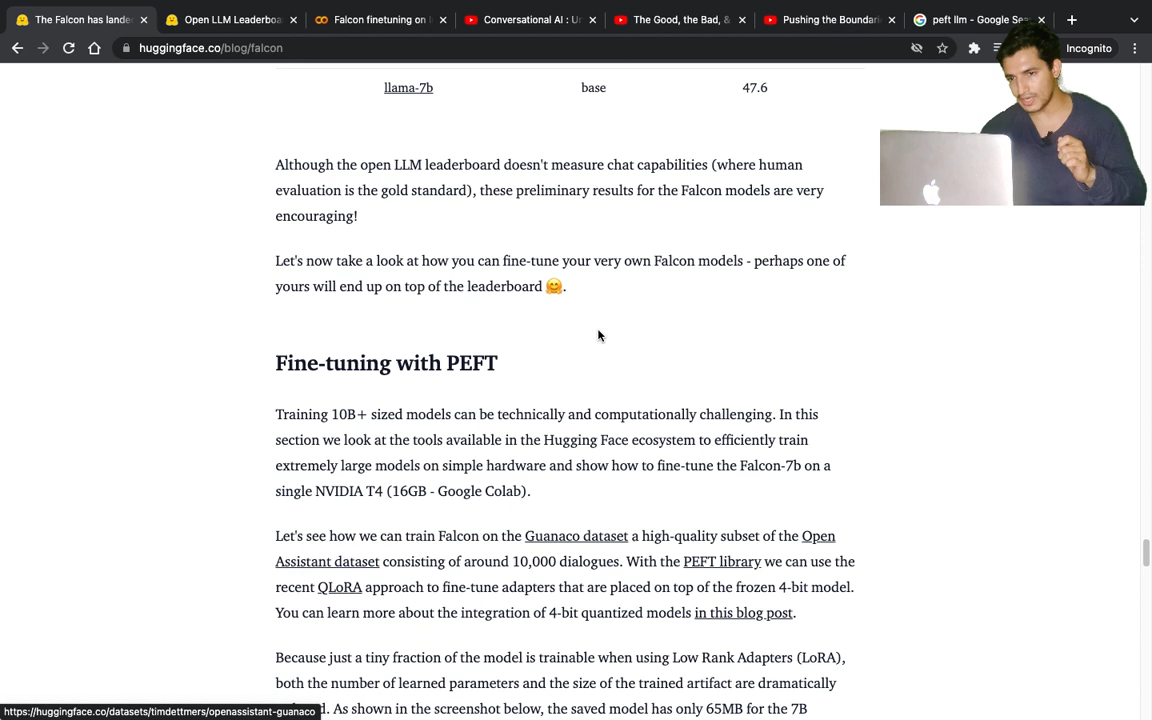 The Falcon has lande
Open LLM Leaderboa
Falcon finetuning on
Conversational AI : U
The Good, the Bad, &
Pushing the Boundari
peft llm - Google Sea
huggingface.co/blog/falcon
Incognito
llama-7b base 47.6
Although the open LLM leaderboard doesn't measure chat capabilities (where human
evaluation is the gold standard), these preliminary results for the Falcon models are very
encouraging!
Let's now take a look at how you can fine-tune your very own Falcon models - perhaps one of
yours will end up on top of the leaderboard 🤗.
Fine-tuning with PEFT
Training 10B+ sized models can be technically and computationally challenging. In this
section we look at the tools available in the Hugging Face ecosystem to efficiently train
extremely large models on simple hardware and show how to fine-tune the Falcon-7b on a
single NVIDIA T4 (16GB - Google Colab).
Let's see how we can train Falcon on the Guanaco dataset a high-quality subset of the Open
Assistant dataset consisting of around 10,000 dialogues. With the PEFT library we can use the
recent QLoRA approach to fine-tune adapters that are placed on top of the frozen 4-bit model.
You can learn more about the integration of 4-bit quantized models in this blog post.
Because just a tiny fraction of the model is trainable when using Low Rank Adapters (LoRA),
both the number of learned parameters and the size of the trained artifact are dramatically
d. As shown in the screenshot below, the saved model has only 65MB for the 7B
https://huggingface.co/datasets/timdettmers/openassistant-guanaco